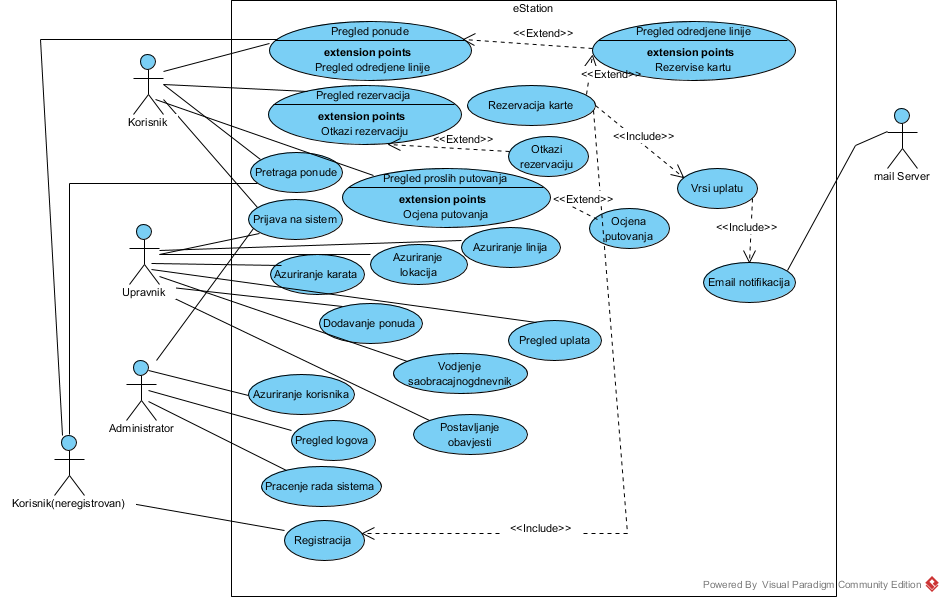 eStation
Pregled ponude
extension points
Pregled odredjene linije
<<Extend>>
Pregled odredjene linije
extension points
Rezervise kartu
<<Extend>>
Korisnik
Pregled rezervacija
extension points
Otkazi rezervaciju
Rezervacija karte
<<Extend>>
<<Include>>
Otkazi
rezervaciju
mail Server
Pretraga ponude
Pregled proslih putovanja
extension points
Ocjena putovanja
<<Extend>>
Vrsi uplatu
Prijava na sistem
Ocjena
putovanja
<<Include>>
Upravnik
Azuriranje linija
Azuriranje
lokacija
Azuriranje karata
Email notifikacija
Dodavanje ponuda
Pregled uplata
Vodjenje
saobracajnogdnevnik
Administrator
Azuriranje korisnika
Postavljanje
obavjesti
Pregled logova
Pracenje rada sistema
Korisnik(neregistrovan)
Registracija
<<Include>>
Powered By Visual Paradigm Community Edition